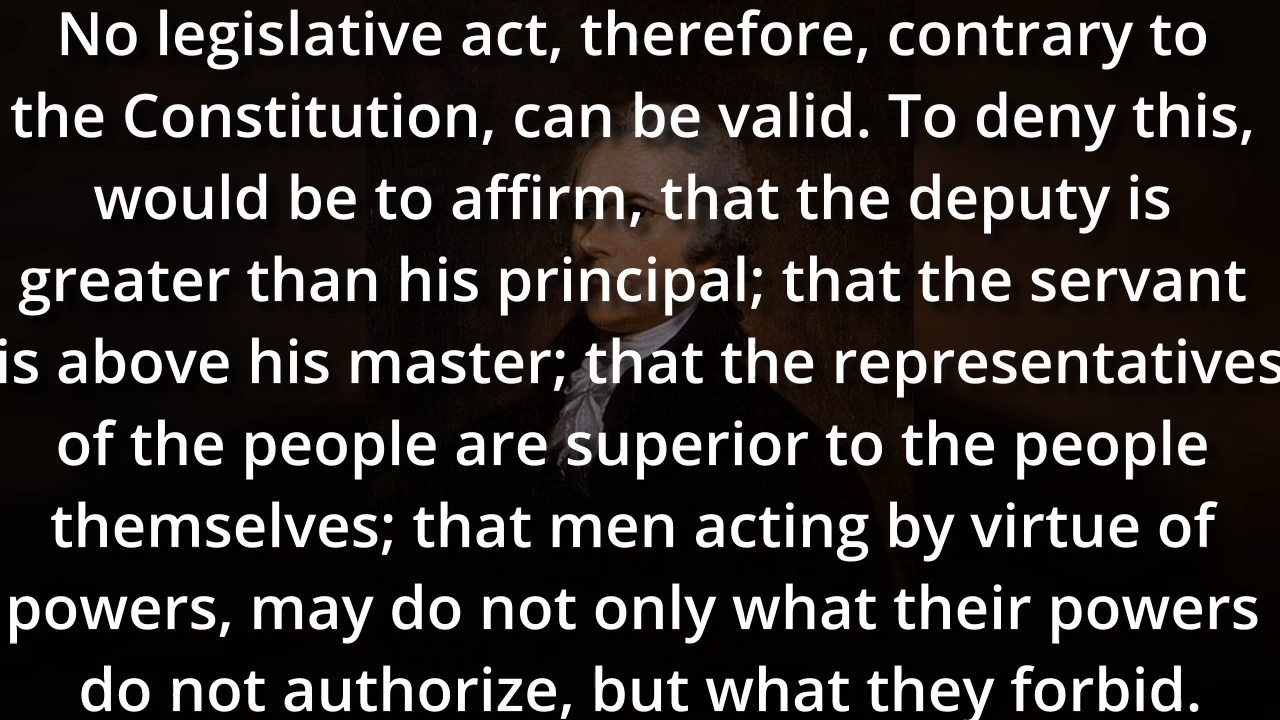 No legislative act, therefore, contrary to
the Constitution, can be valid. To deny this,
would be to affirm, that the deputy is
greater than his principal; that the servant
is above his master; that the representatives
of the people are superior to the people
themselves; that men acting by virtue of
powers, may do not only what their powers
do not authorize, but what they forbid.